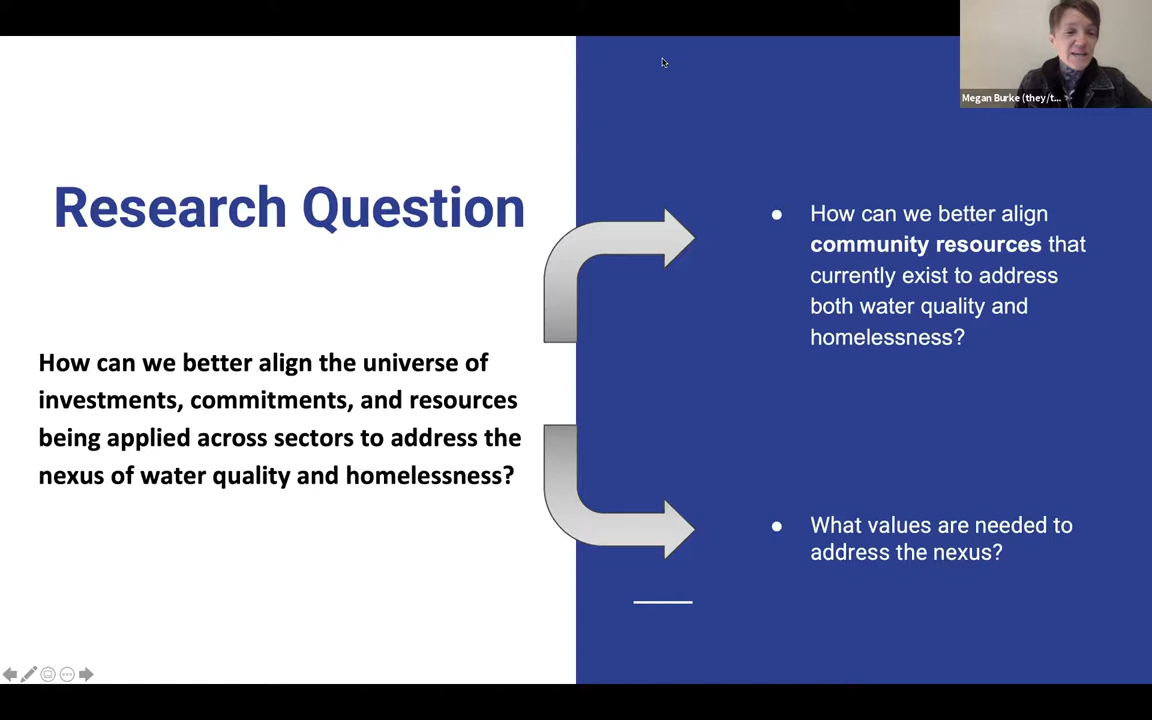 Megan Burke (they/t...
Research Question
How can we better align the universe of
investments, commitments, and resources
being applied across sectors to address the
nexus of water quality and homelessness?
● How can we better align
community resources that
currently exist to address
both water quality and
homelessness?
● What values are needed to
address the nexus?